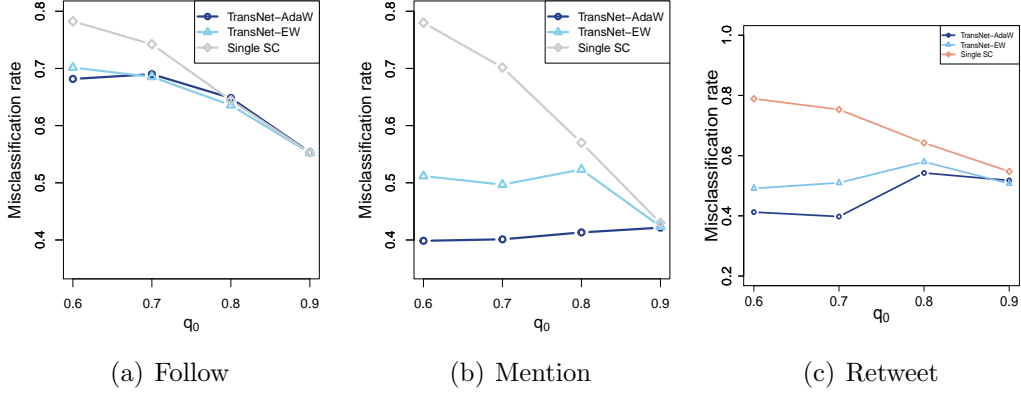 TransNet−AdaW
TransNet−EW
Single SC
Misclassification rate
0.8
0.7
0.6
0.5
0.4
0.6 0.7 0.8 0.9
q0
(a) Follow
TransNet−AdaW
TransNet−EW
Single SC
Misclassification rate
0.8
0.7
0.6
0.5
0.4
0.6 0.7 0.8 0.9
q0
(b) Mention
TransNet−AdaW
TransNet−EW
Single SC
Misclassification rate
1.0
0.8
0.6
0.4
0.2
0.6 0.7 0.8 0.9
q0
(c) Retweet